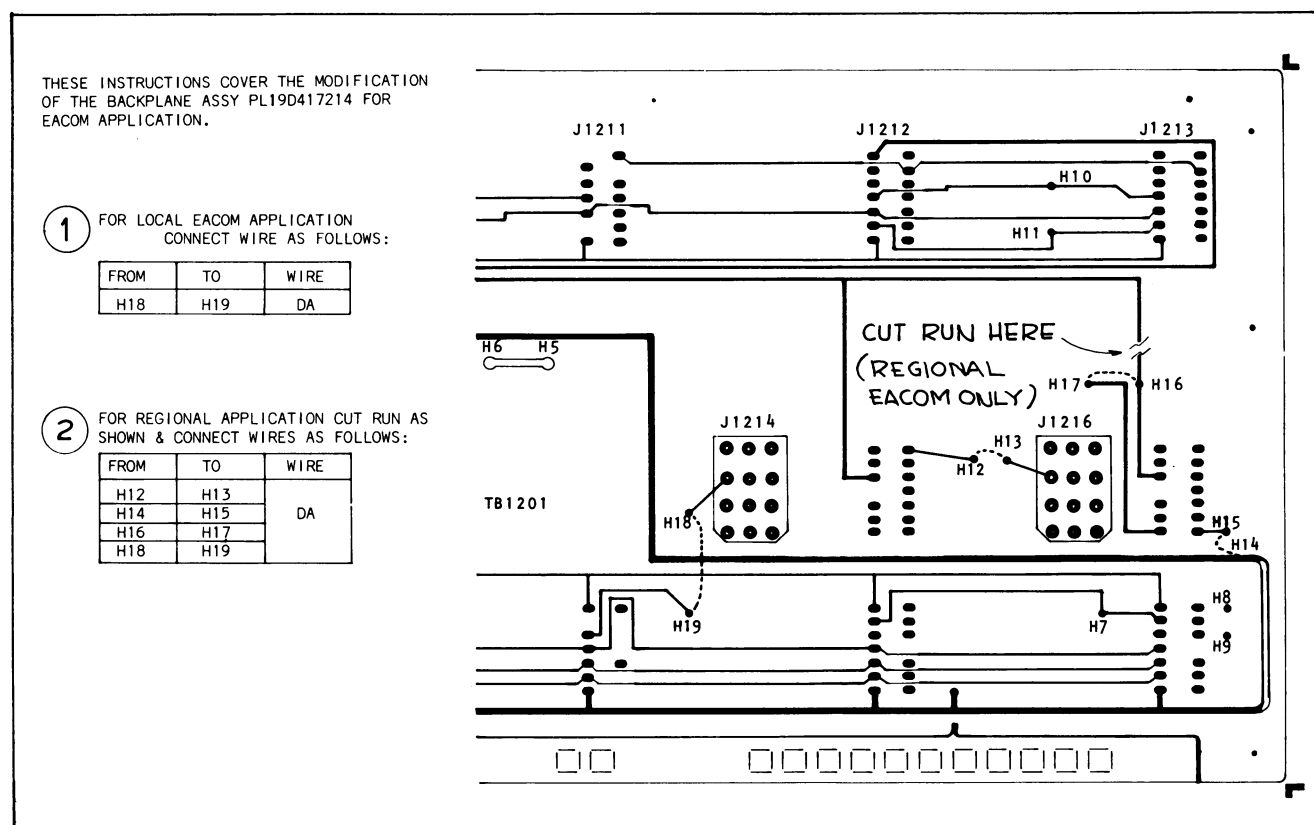 THESE INSTRUCTIONS COVER THE MODIFICATION
OF THE BACKPLANE ASSY PL19D417214 FOR
EACOM APPLICATION.
1
FOR LOCAL EACOM APPLICATION
CONNECT WIRE AS FOLLOWS:
FROM TO WIRE
H18 H19 DA
2
FOR REGIONAL APPLICATION CUT RUN AS
SHOWN & CONNECT WIRES AS FOLLOWS:
FROM TO WIRE
H12 H13
H14 H15 DA
H16 H17
H18 H19
J1211 J1212 J1213
H10
H11
H6 H5
CUT RUN HERE
(REGIONAL
EACOM ONLY)
H17 H16
J1214 J1216
H12 H13
TB1201
H18
H15
H14
H19
H7
H8
H9